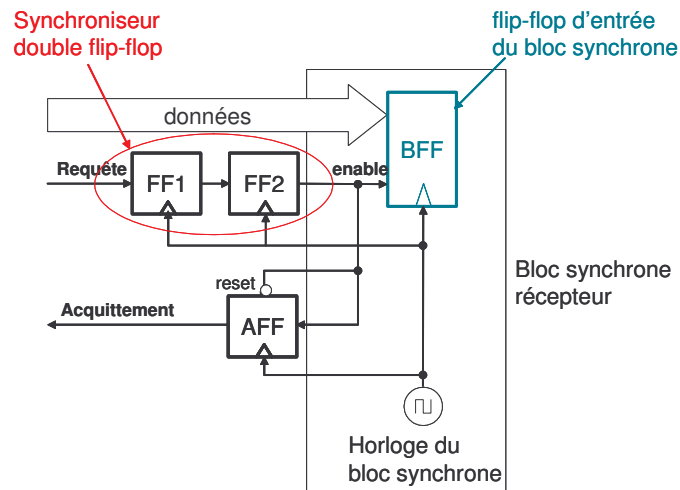 Synchroniseur
double flip-flop
flip-flop d'entrée
du bloc synchrone
données
BFF
Requête
FF1
FF2
enable
reset
Bloc synchrone
récepteur
Acquittement
AFF
Horloge du
bloc synchrone